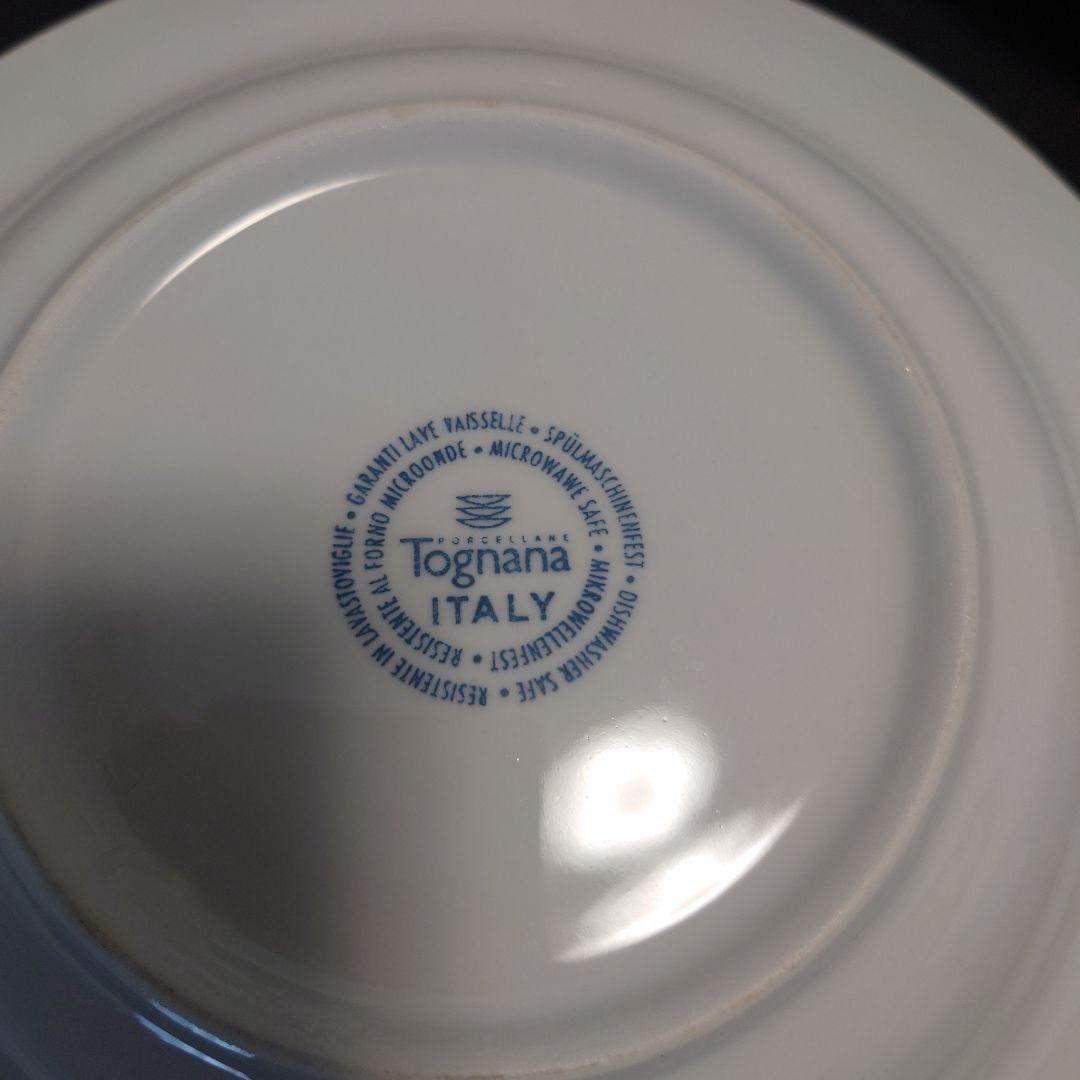 RESISTENTE IN LAVASTOVIGLIE • GARANTI LAVE VAISSELLE • SPÜLMASCHINENFEST • DISHWASHER SAFE •
RESISTENTE AL FORNO MICROONDE • MICROWAWE SAFE • MIKROWELLENFEST •
PORCELLANE
Tognana
ITALY